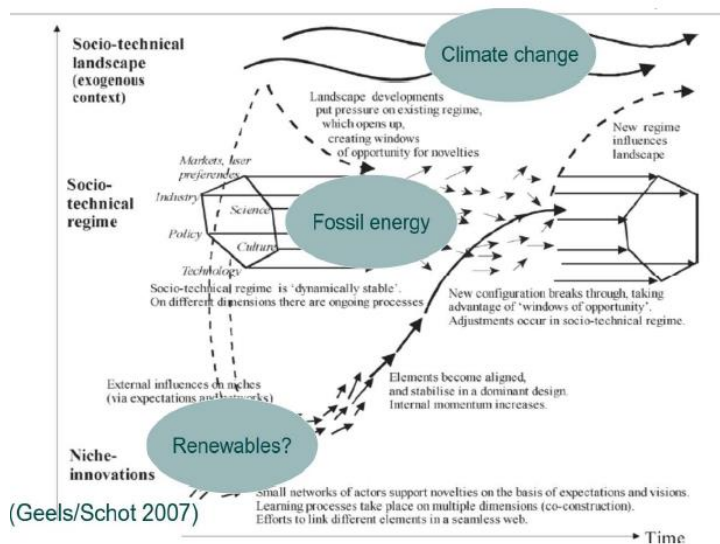 Socio-technical
landscape
(exogenous
context)
Climate change
Landscape developments
put pressure on existing regime,
which opens up,
creating windows
of opportunity for novelties
New regime
influences
landscape
Markets, user
preferences
Socio-
technical
regime
Industry
Science
Fossil energy
Policy
Culture
Technology
Socio-technical regime is ‘dynamically stable’.
On different dimensions there are ongoing processes
New configuration breaks through, taking
advantage of ‘windows of opportunity’.
Adjustments occur in socio-technical regime.
External influences on niches
(via expectations and networks)
Elements become aligned,
and stabilise in a dominant design.
Internal momentum increases.
Renewables?
Niche-
innovations
(Geels/Schot 2007)
Small networks of actors support novelties on the basis of expectations and visions.
Learning processes take place on multiple dimensions (co-construction).
Efforts to link different elements in a seamless web.
Time